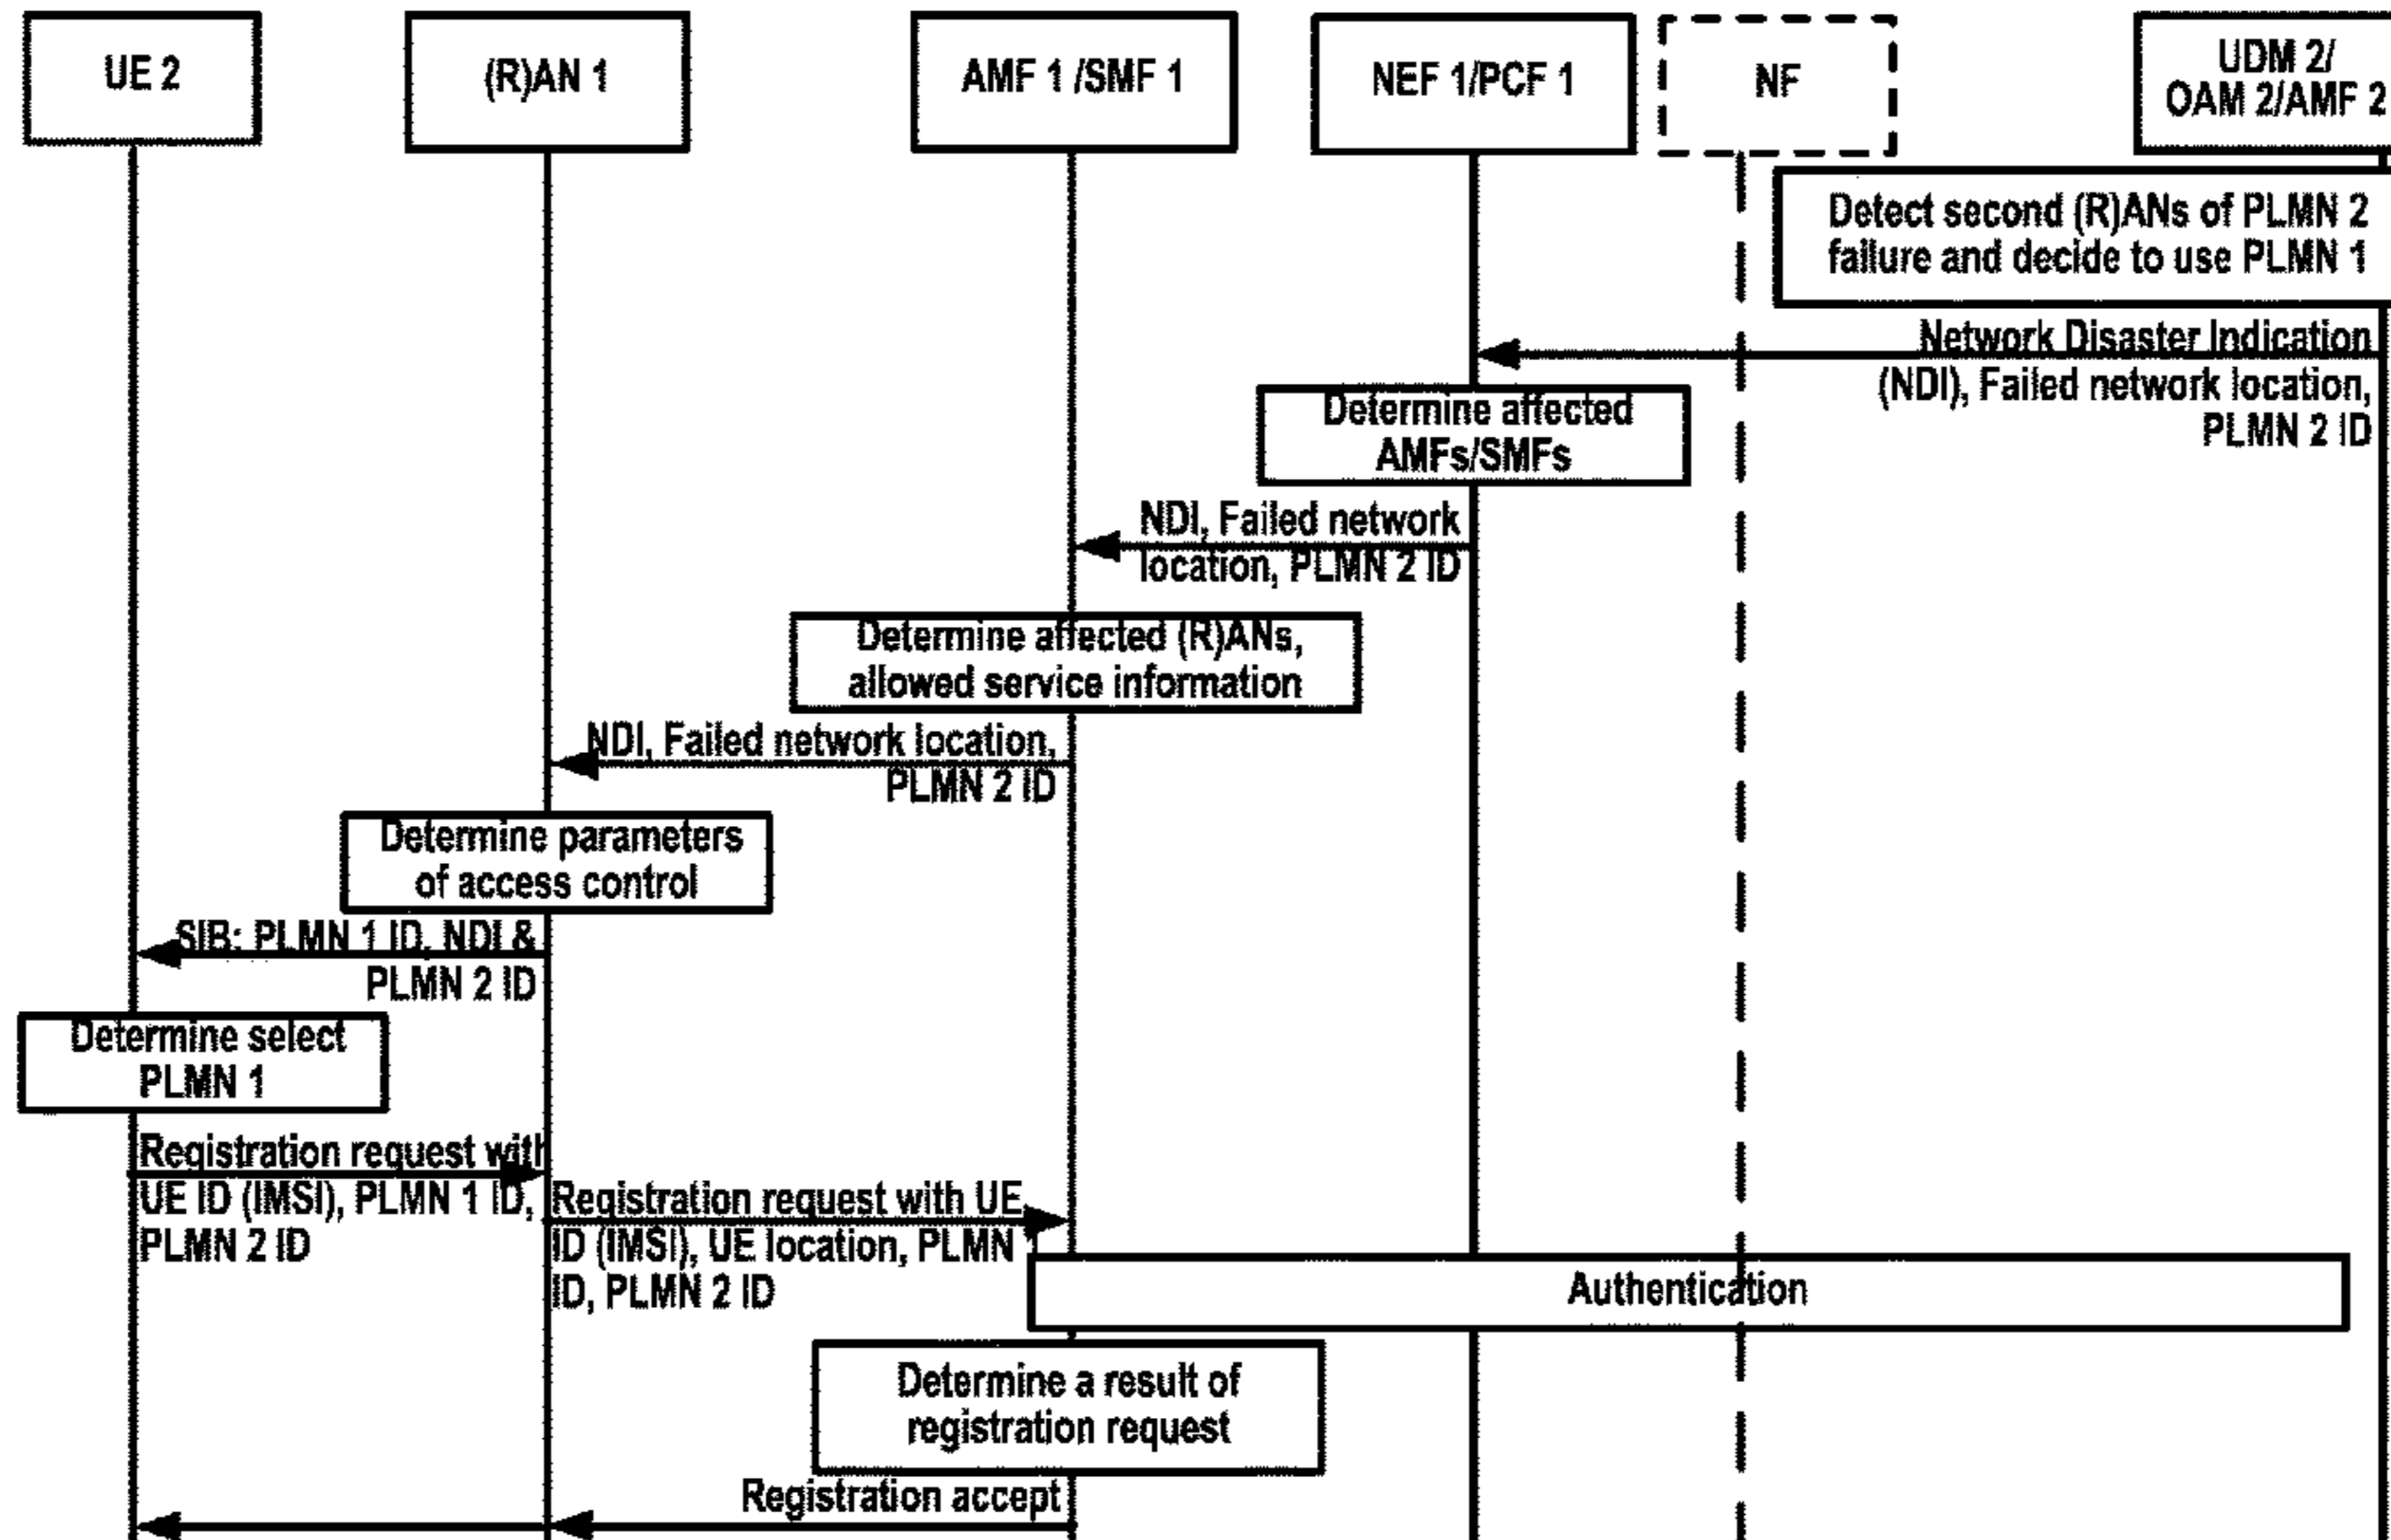 UE 2
(R)AN 1
AMF 1 /SMF 1
NEF 1/PCF 1
NF
UDM 2/
OAM 2/AMF 2
Detect second (R)ANs of PLMN 2
failure and decide to use PLMN 1
Network Disaster Indication
(NDI), Failed network location,
PLMN 2 ID
Determine affected
AMFs/SMFs
NDI, Failed network
location, PLMN 2 ID
Determine affected (R)ANs,
allowed service information
NDI, Failed network location,
PLMN 2 ID
Determine parameters
of access control
SIB: PLMN 1 ID, NDI &
PLMN 2 ID
Determine select
PLMN 1
Registration request with
UE ID (IMSI), PLMN 1 ID,
PLMN 2 ID
Registration request with UE
ID (IMSI), UE location, PLMN 1
ID, PLMN 2 ID
Authentication
Determine a result of
registration request
Registration accept